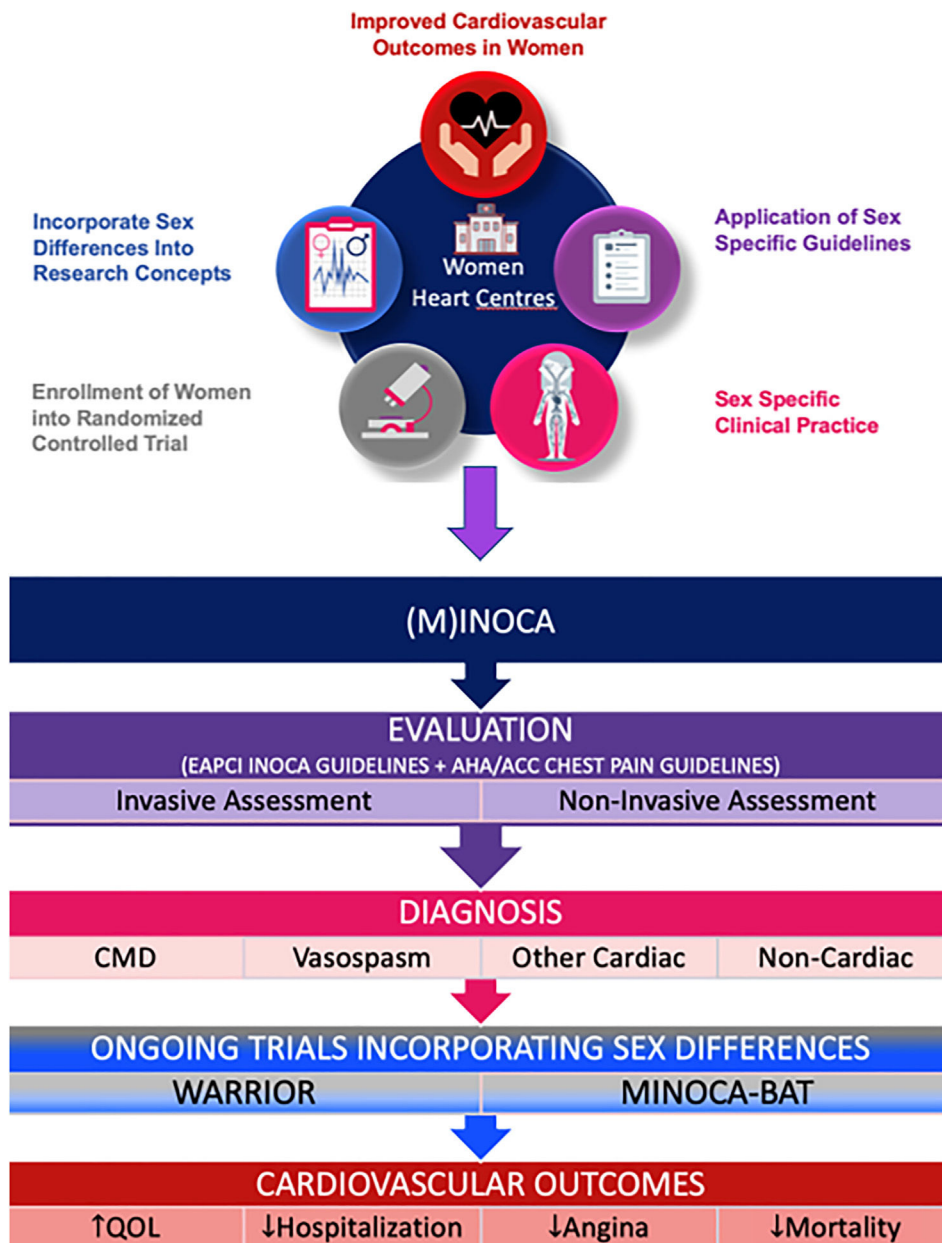 Improved Cardiovascular
Outcomes in Women
Incorporate Sex
Differences Into
Research Concepts
Application of Sex
Specific Guidelines
Women
Heart Centres
Enrollment of Women
into Randomized
Controlled Trial
Sex Specific
Clinical Practice
(M)INOCA
EVALUATION
(EAPCI INOCA GUIDELINES + AHA/ACC CHEST PAIN GUIDELINES)
Invasive Assessment
Non-Invasive Assessment
DIAGNOSIS
CMD
Vasospasm
Other Cardiac
Non-Cardiac
ONGOING TRIALS INCORPORATING SEX DIFFERENCES
WARRIOR
MINOCA-BAT
CARDIOVASCULAR OUTCOMES
↑QOL
↓Hospitalization
↓Angina
↓Mortality